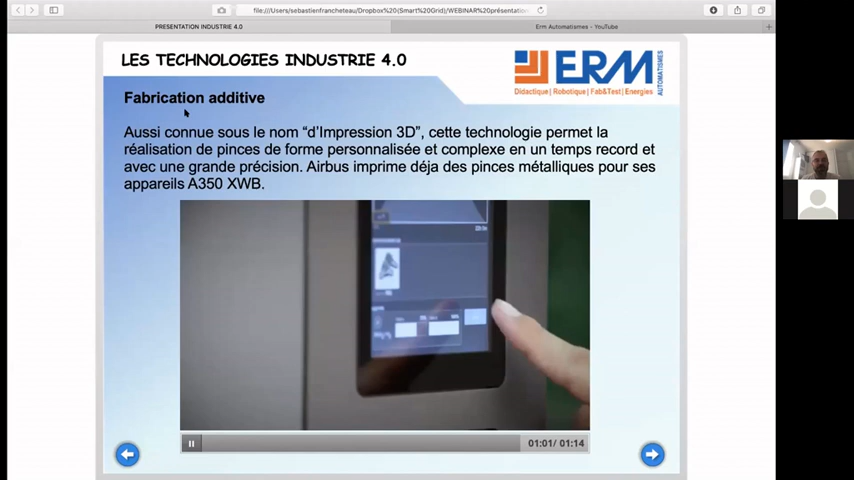 file:///Users/sebastienfrancheteau/Dropbox%20(Smart%20Grid)/WEBINAR%20présentation
PRESENTATION INDUSTRIE 4.0
Erm Automatismes - YouTube
LES TECHNOLOGIES INDUSTRIE 4.0
ERM
AUTOMATISMES
Didactique | Robotique | Fab&Test | Energies
Fabrication additive
Aussi connue sous le nom “d’Impression 3D”, cette technologie permet la
réalisation de pinces de forme personnalisée et complexe en un temps record et
avec une grande précision. Airbus imprime déja des pinces métalliques pour ses
appareils A350 XWB.
01:01/ 01:14